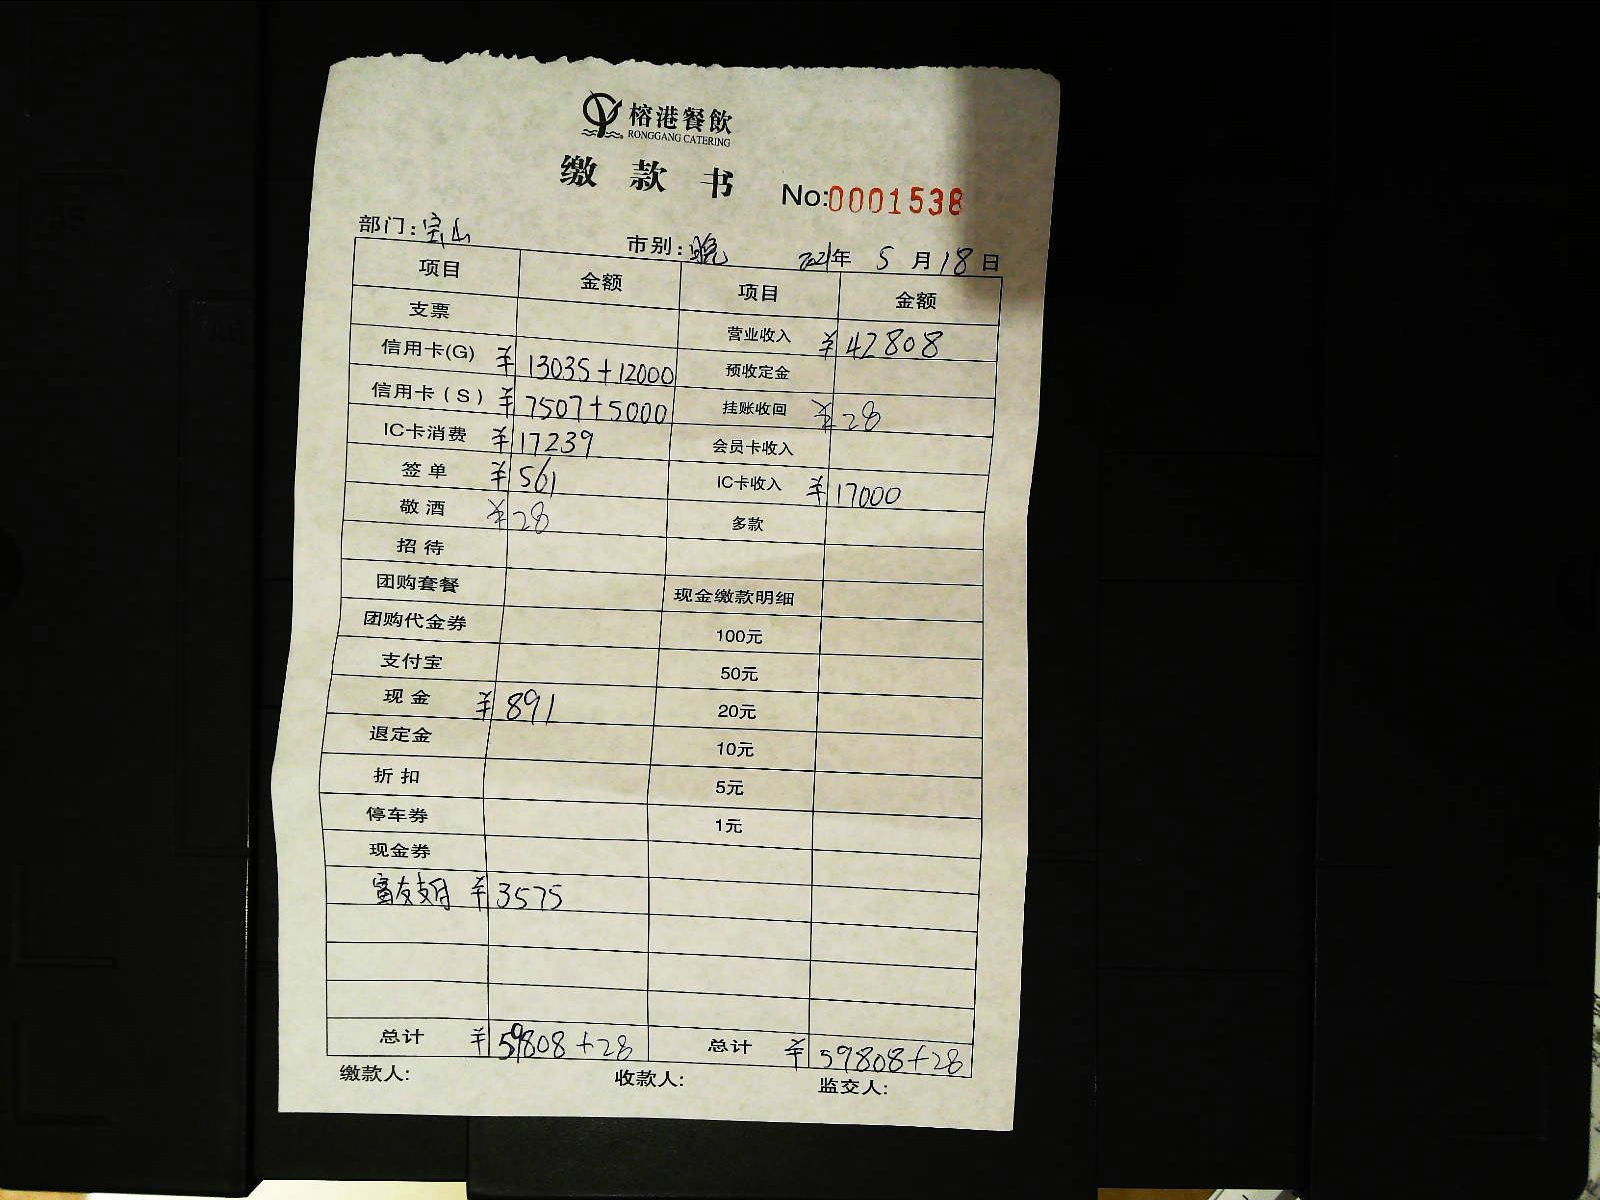 榕港餐飲
RONGGANG CATERING
缴 款 书
No:0001538
部门:宝山 市别:晚 2021年 5 月 18 日
项目 金额 项目 金额
支票 营业收入 ¥42808
信用卡(G) ¥13035+12000 预收定金
信用卡(S) ¥7507+5000 挂账收回 ¥28
IC卡消费 ¥17239 会员卡收入
签单 ¥561 IC卡收入 ¥17000
敬酒 ¥28 多款
招待
团购套餐 现金缴款明细
团购代金券 100元
支付宝 50元
现金 ¥891 20元
退定金 10元
折扣 5元
停车券 1元
现金券
富友支付 ¥3575
总计 ¥59808+28 总计 ¥59808+28
缴款人: 收款人: 监交人: